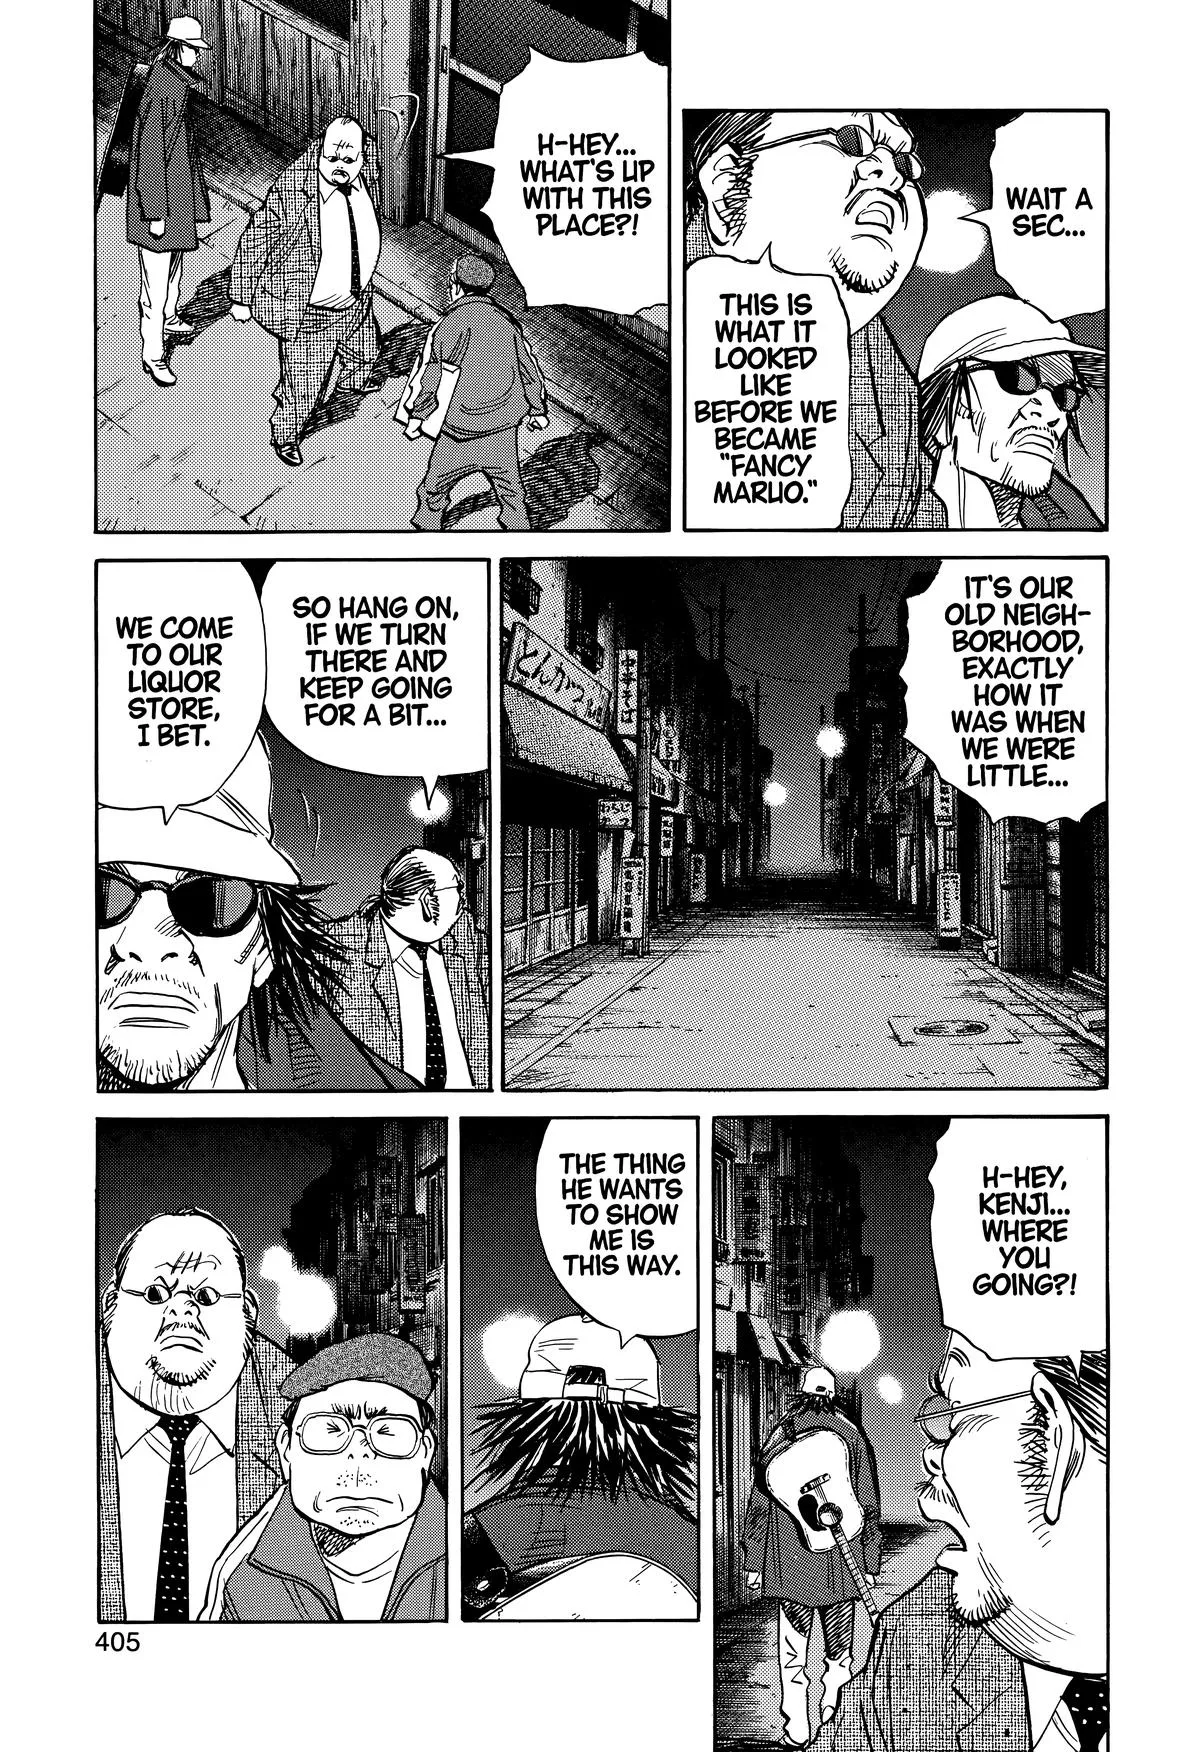 WAIT A
SEC...
THIS IS
WHAT IT
LOOKED
LIKE
BEFORE WE
BECAME
"FANCY
MARUO."
H-HEY...
WHAT'S UP
WITH THIS
PLACE?!
IT'S OUR
OLD NEIGH-
BORHOOD,
EXACTLY
HOW IT
WAS WHEN
WE WERE
LITTLE...
とんかつ
SO HANG ON,
IF WE TURN
THERE AND
KEEP GOING
FOR A BIT...
WE COME
TO OUR
LIQUOR
STORE,
I BET.
H-HEY,
KENJI...
WHERE
YOU
GOING?!
THE THING
HE WANTS
TO SHOW
ME IS
THIS WAY.
405